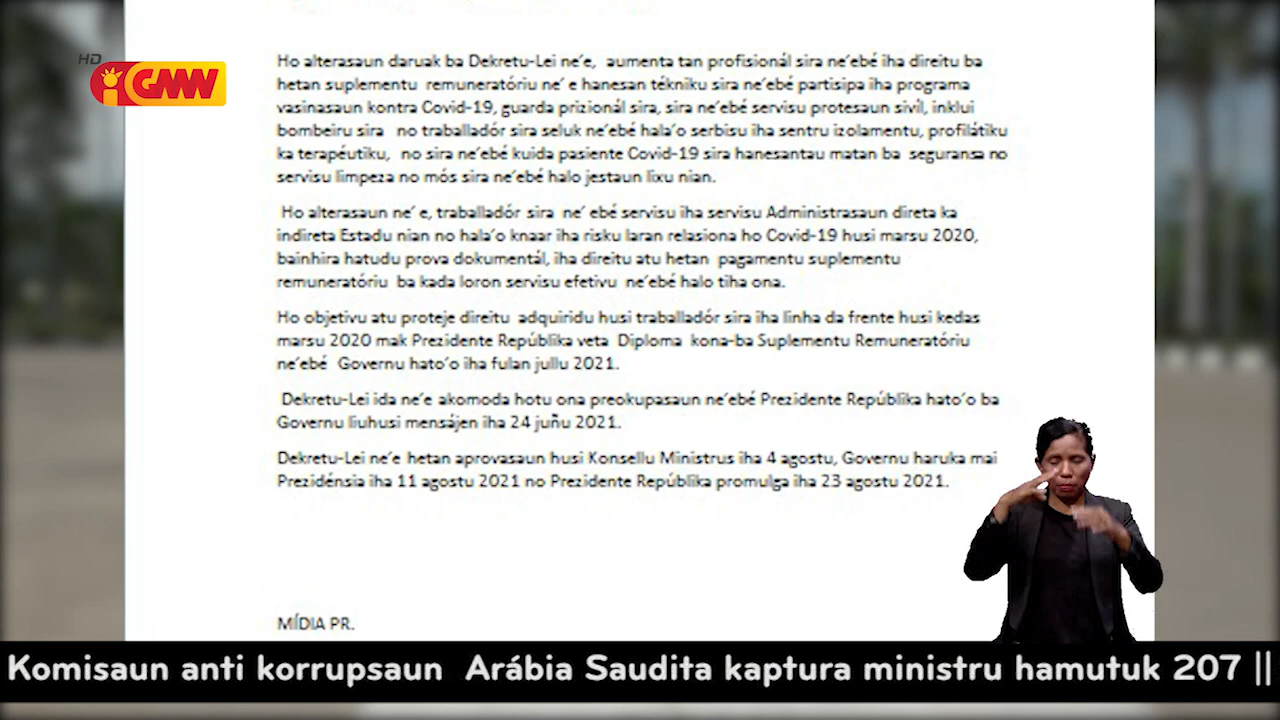 HD
GMN
Ho alterasaun daruak ba Dekretu-Lei ne'e, aumenta tan profisionál sira ne'ebé iha direitu ba
hetan suplementu remuneratóriu ne' e hanesan tékniku sira ne'ebé partisipa iha programa
vasinasaun kontra Covid-19, guarda prizionál sira, sira ne'ebé servisu protesaun sivíl, inklui
bombeiru sira no traballadór sira seluk ne'ebé hala'o serbisu iha sentru izolamentu, profilátiku
ka terapéutiku, no sira ne'ebé kuida pasiente Covid-19 sira hanesantau matan ba seguransa no
servisu limpeza no mós sira ne'ebé halo jestaun lixu nian.
Ho alterasaun ne' e, traballadór sira ne' ebé servisu iha servisu Administrasaun direta ka
indireta Estadu nian no hala'o knaar iha risku laran relasiona ho Covid-19 husi marsu 2020,
bainhira hatudu prova dokumentál, iha direitu atu hetan pagamentu suplementu
remuneratóriu ba kada loron servisu efetivu ne'ebé halo tiha ona.
Ho objetivu atu proteje direitu adquiridu husi traballadór sira iha linha da frente husi kedas
marsu 2020 mak Prezidente Repúblika veta Diploma kona-ba Suplementu Remuneratóriu
ne'ebé Governu hato'o iha fulan jullu 2021.
Dekretu-Lei ida ne'e akomoda hotu ona preokupasaun ne'ebé Prezidente Repúblika hato'o ba
Governu liuhusi mensájen iha 24 juñu 2021.
Dekretu-Lei ne'e hetan aprovasaun husi Konsellu Ministrus iha 4 agostu, Governu haruka mai
Prezidénsia iha 11 agostu 2021 no Prezidente Repúblika promulga iha 23 agostu 2021.
MÍDIA PR.
Komisaun anti korrupsaun Arábia Saudita kaptura ministru hamutuk 207 ||